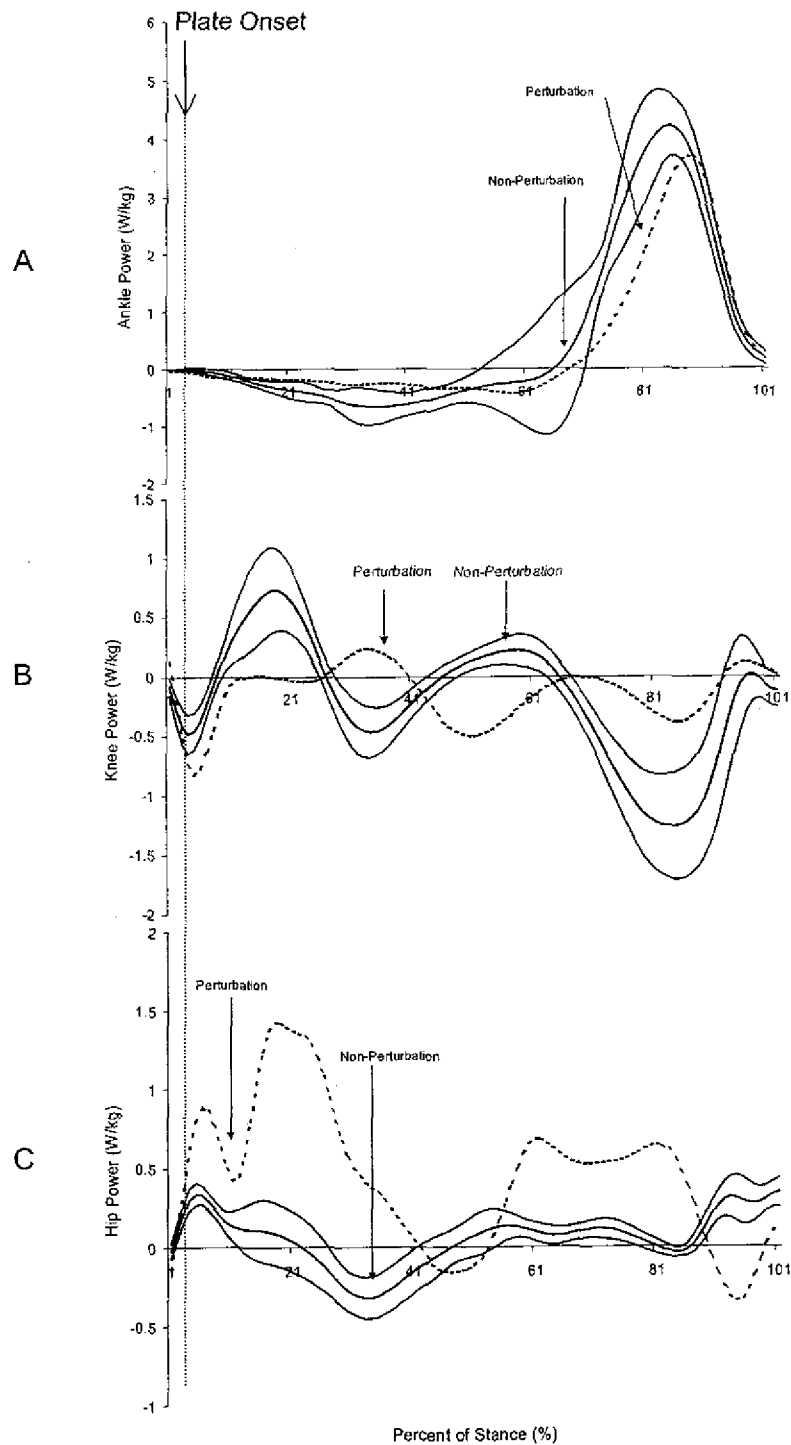 Plate Onset
A
Ankle Power (W/kg)
6
5
4
3
2
1
0
-1
-2
Perturbation
Non-Perturbation
1
21
41
61
81
101
B
Knee Power (W/kg)
1.5
1
0.5
0
-0.5
-1
-1.5
-2
Perturbation
Non-Perturbation
21
41
61
81
101
C
Hip Power (W/kg)
2
1.5
1
0.5
0
-0.5
-1
Perturbation
Non-Perturbation
1
21
41
61
81
101
Percent of Stance (%)